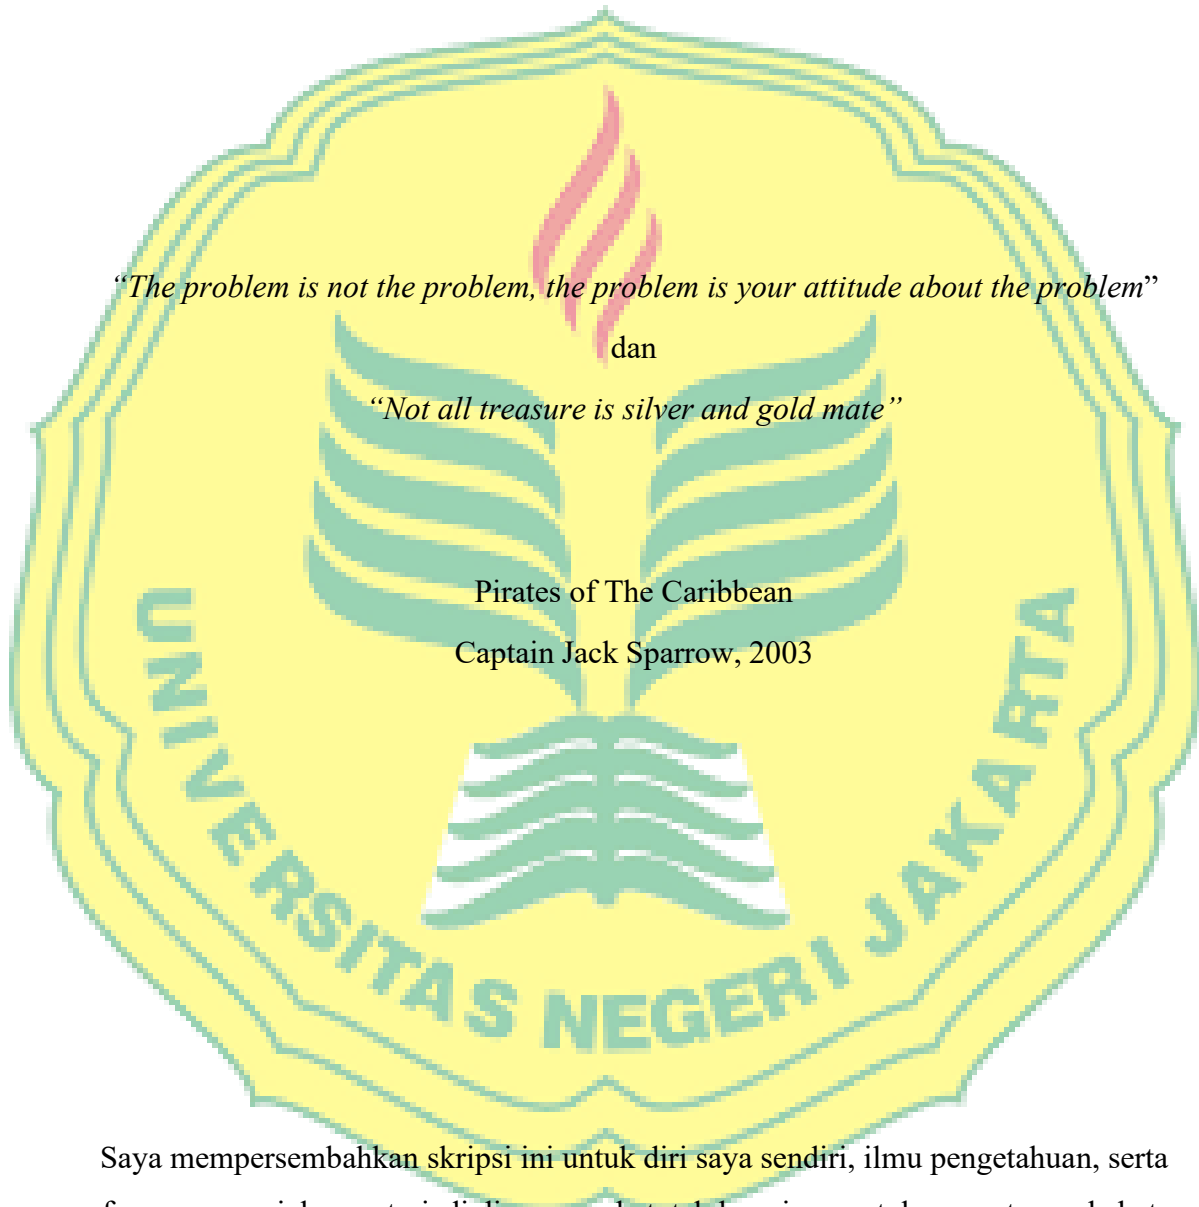 “The problem is not the problem, the problem is your attitude about the problem”
dan
“Not all treasure is silver and gold mate”
Pirates of The Caribbean
Captain Jack Sparrow, 2003
UNIVERSITAS NEGERI JAKARTA
Saya mempersembahkan skripsi ini untuk diri saya sendiri, ilmu pengetahuan, serta